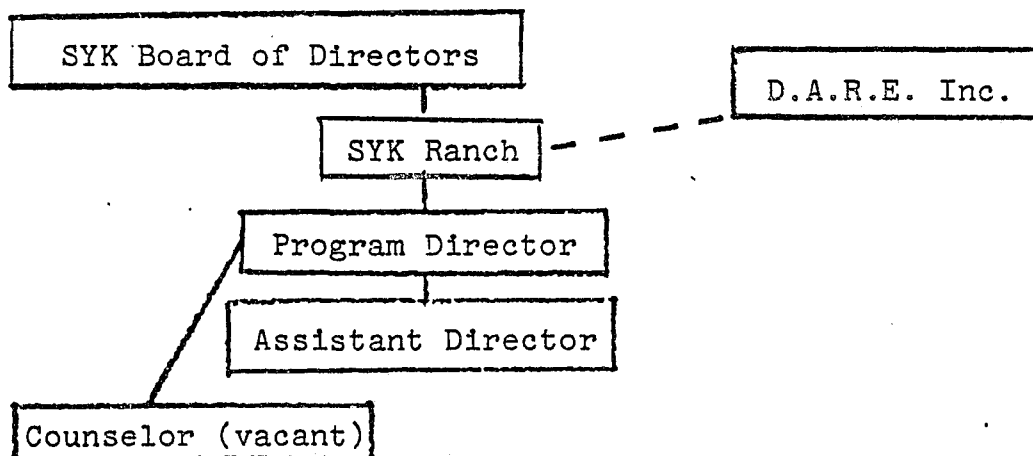 SYK Board of Directors
D.A.R.E. Inc.
SYK Ranch
Program Director
Assistant Director
Counselor (vacant)